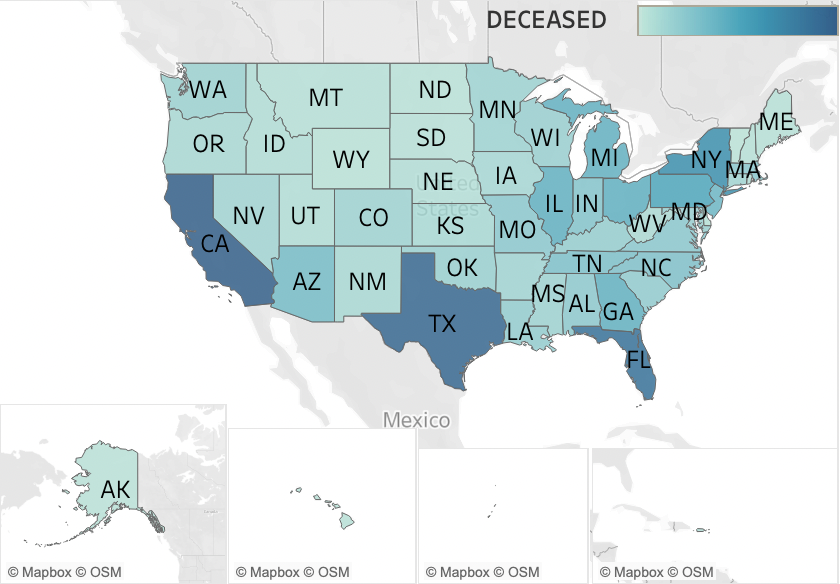 DECEASED
WA
MT
ND
MN
ME
OR
ID
SD
WI
MI
NY
MA
WY
IA
NE
United
States
NV
UT
CO
KS
MO
IL
IN
WV
MD
CA
AZ
NM
OK
TN
NC
MS
AL
GA
TX
LA
FL
Mexico
AK
© Mapbox © OSM
© Mapbox © OSM
© Mapbox © OSM
© Mapbox © OSM